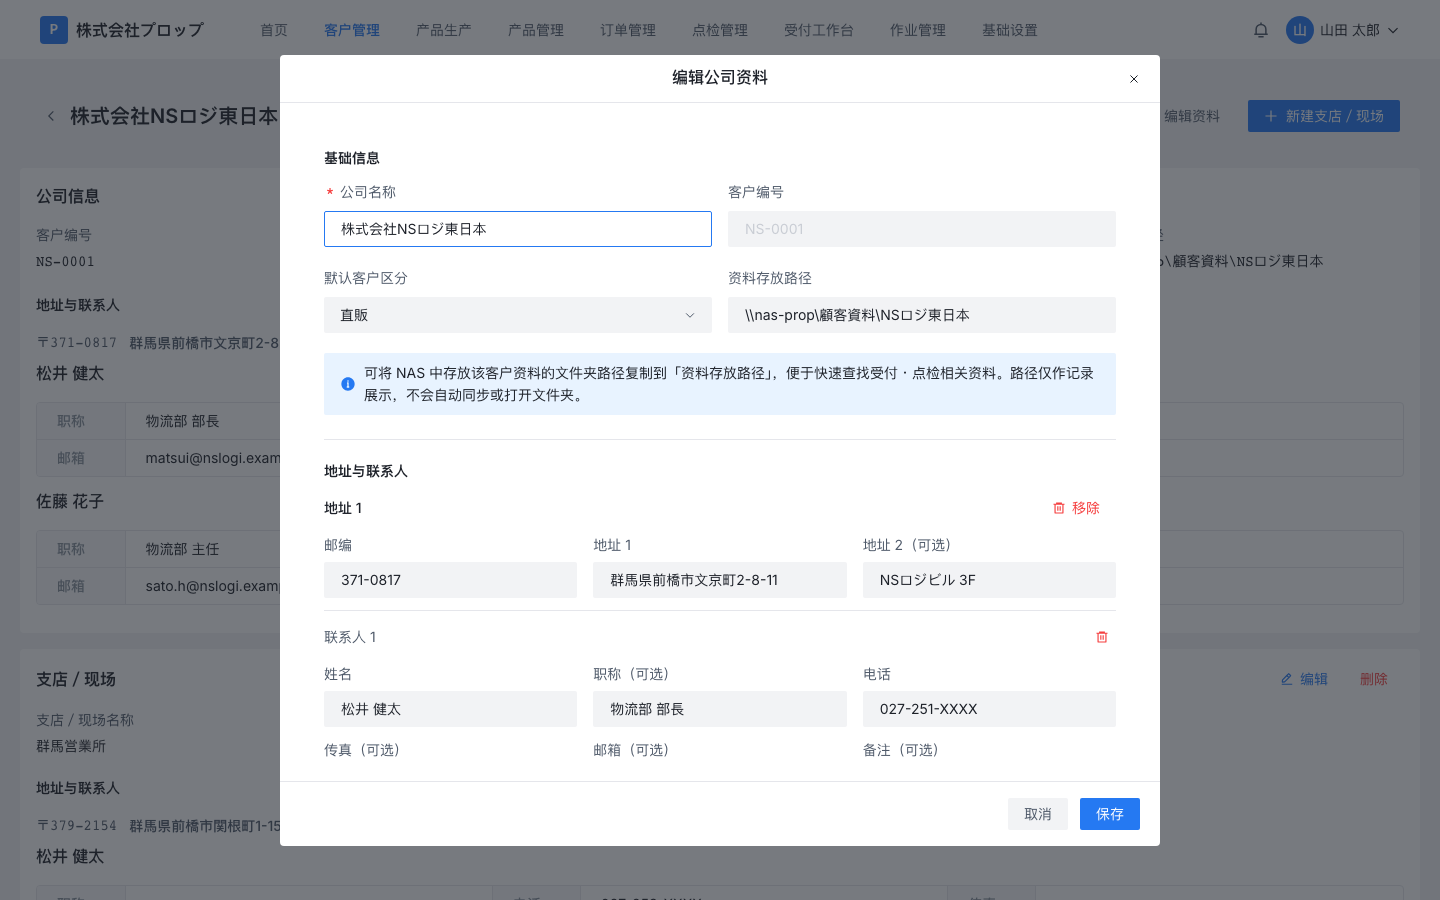 P 株式会社プロップ 首页 客户管理 产品生产 产品管理 订单管理 点检管理 受付工作台 作业管理 基础设置 山 山田 太郎
株式会社NSロジ東日本 编辑资料 新建支店 / 现场
公司信息
客户编号
NS-0001 \顧客資料\NSロジ東日本
地址与联系人
〒371-0817 群馬県前橋市文京町2-8
松井 健太
职称 物流部 部長
邮箱 matsui@nslogi.exam
佐藤 花子
职称 物流部 主任
邮箱 sato.h@nslogi.examp
支店 / 现场 编辑 删除
支店 / 现场名称
群馬営業所
地址与联系人
〒379-2154 群馬県前橋市関根町1-15
松井 健太
编辑公司资料
基础信息
* 公司名称 客户编号
株式会社NSロジ東日本 NS-0001
默认客户区分 资料存放路径
直販 \\nas-prop\顧客資料\NSロジ東日本
可将 NAS 中存放该客户资料的文件夹路径复制到「资料存放路径」，便于快速查找受付・点检相关资料。路径仅作记录
展示，不会自动同步或打开文件夹。
地址与联系人
地址 1 移除
邮编 地址 1 地址 2（可选）
371-0817 群馬県前橋市文京町2-8-11 NSロジビル 3F
联系人 1
姓名 职称（可选） 电话
松井 健太 物流部 部長 027-251-XXXX
传真（可选） 邮箱（可选） 备注（可选）
取消 保存